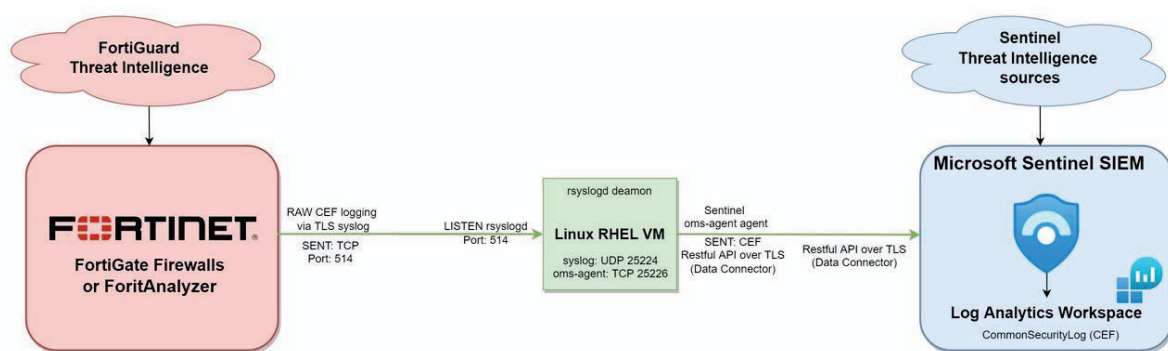 FortiGuard
Threat Intelligence
Sentinel
Threat Intelligence
sources
FORTINET®
FortiGate Firewalls
or ForitAnalyzer
RAW CEF logging
via TLS syslog
SENT: TCP
Port: 514
LISTEN rsyslogd
Port: 514
rsyslogd deamon
Linux RHEL VM
syslog: UDP 25224
oms-agent: TCP 25226
Sentinel
oms-agent agent
SENT: CEF
Restful API over TLS
(Data Connector)
Restful API over TLS
(Data Connector)
Microsoft Sentinel SIEM
Log Analytics Workspace
CommonSecurityLog (CEF)